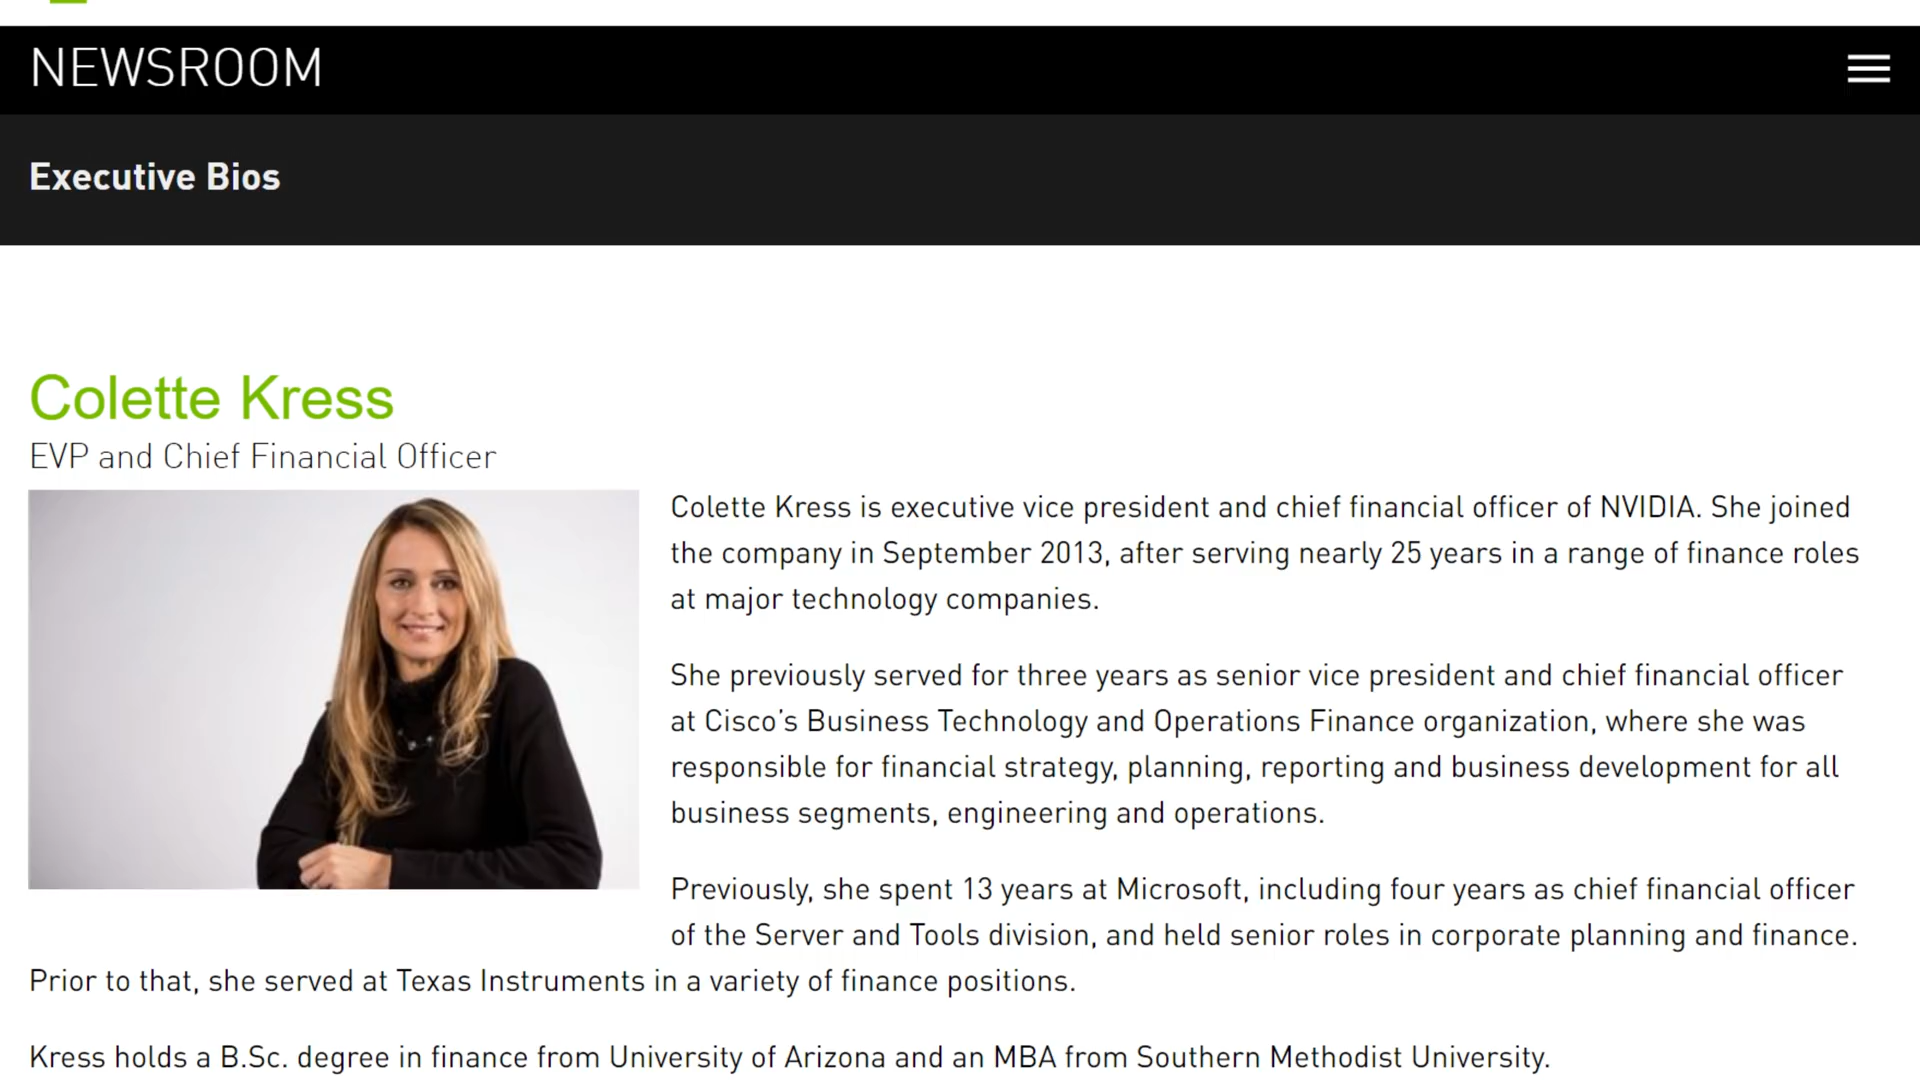 NEWSROOM
Executive Bios
Colette Kress
EVP and Chief Financial Officer
Colette Kress is executive vice president and chief financial officer of NVIDIA. She joined
the company in September 2013, after serving nearly 25 years in a range of finance roles
at major technology companies.
She previously served for three years as senior vice president and chief financial officer
at Cisco’s Business Technology and Operations Finance organization, where she was
responsible for financial strategy, planning, reporting and business development for all
business segments, engineering and operations.
Previously, she spent 13 years at Microsoft, including four years as chief financial officer
of the Server and Tools division, and held senior roles in corporate planning and finance.
Prior to that, she served at Texas Instruments in a variety of finance positions.
Kress holds a B.Sc. degree in finance from University of Arizona and an MBA from Southern Methodist University.